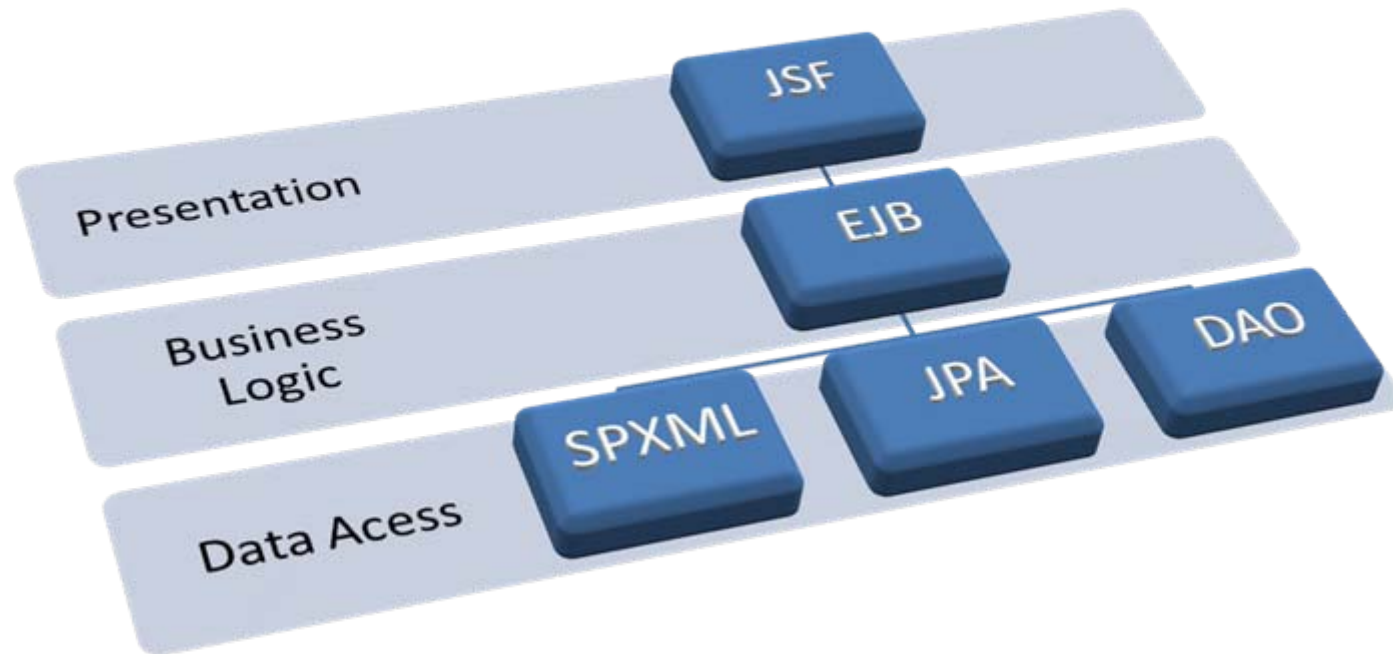 JSF
Presentation
EJB
Business
Logic
DAO
JPA
SPXML
Data Acess